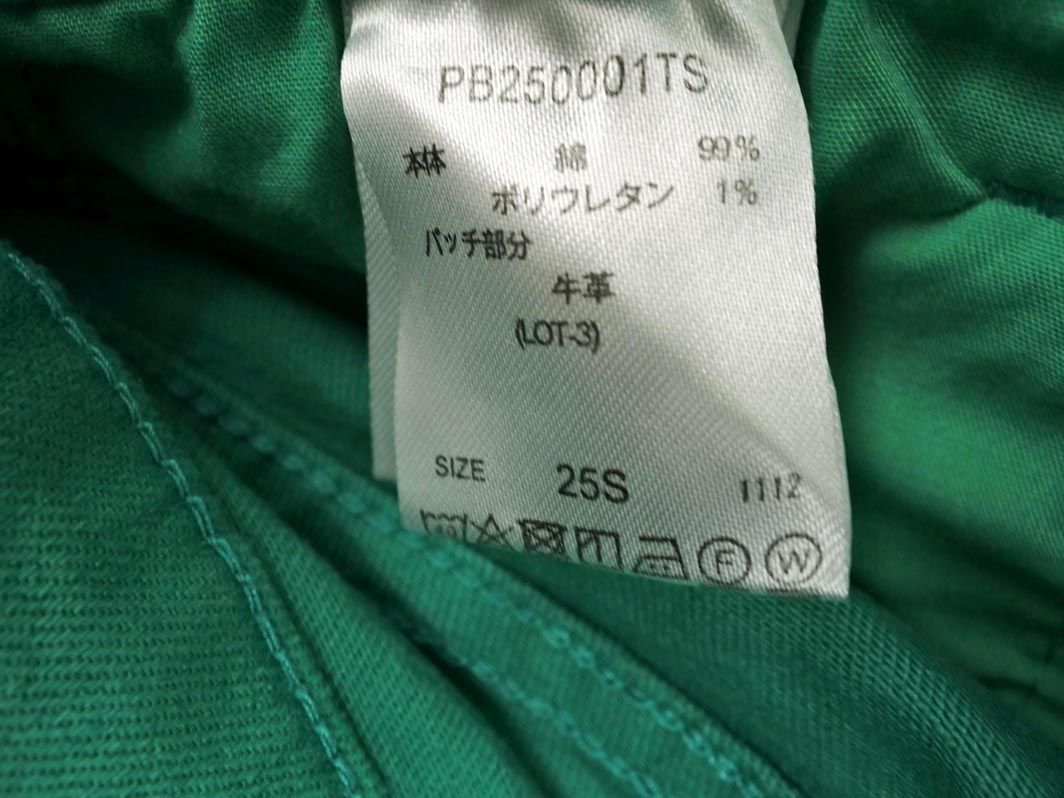 PB250001TS
本体 綿 99%
ポリウレタン 1%
パッチ部分
牛革
(LOT-3)
SIZE 25S 1112
F W